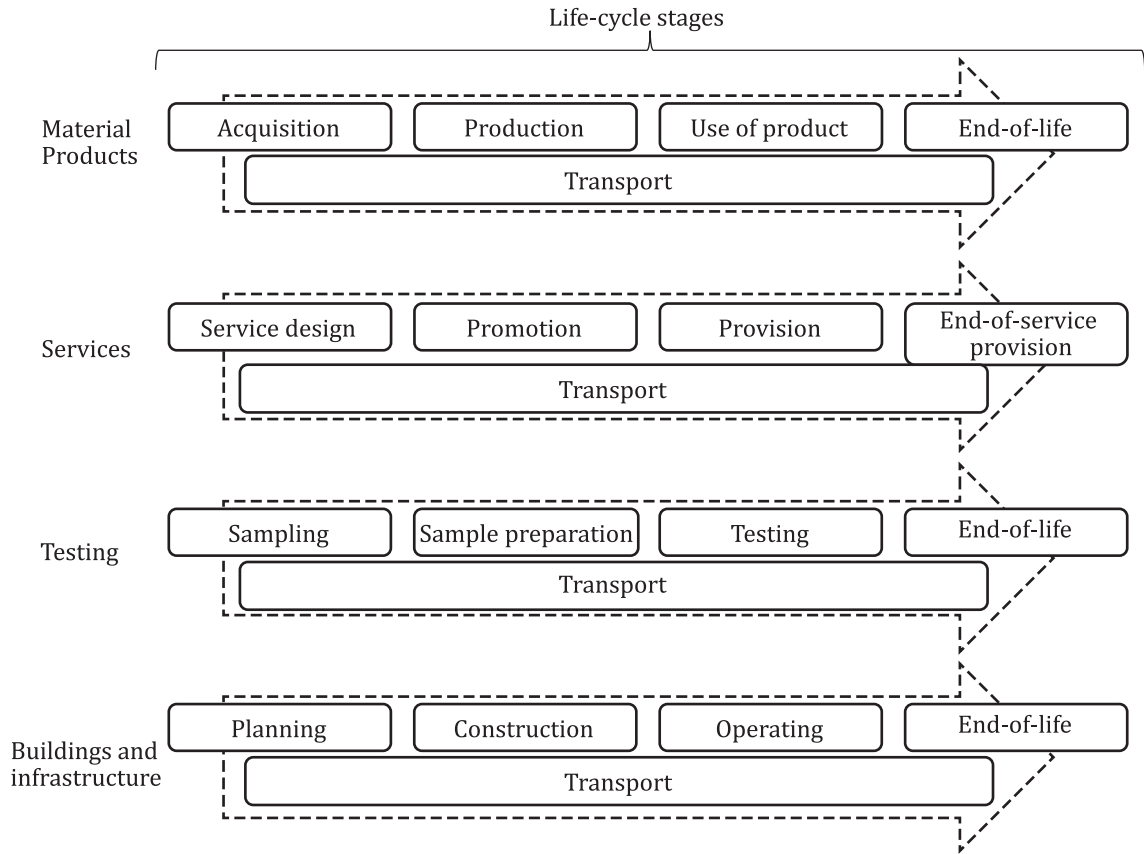 Life-cycle stages
Material
Products
Acquisition
Production
Use of product
End-of-life
Transport
Services
Service design
Promotion
Provision
End-of-service
provision
Transport
Testing
Sampling
Sample preparation
Testing
End-of-life
Transport
Buildings and
infrastructure
Planning
Construction
Operating
End-of-life
Transport